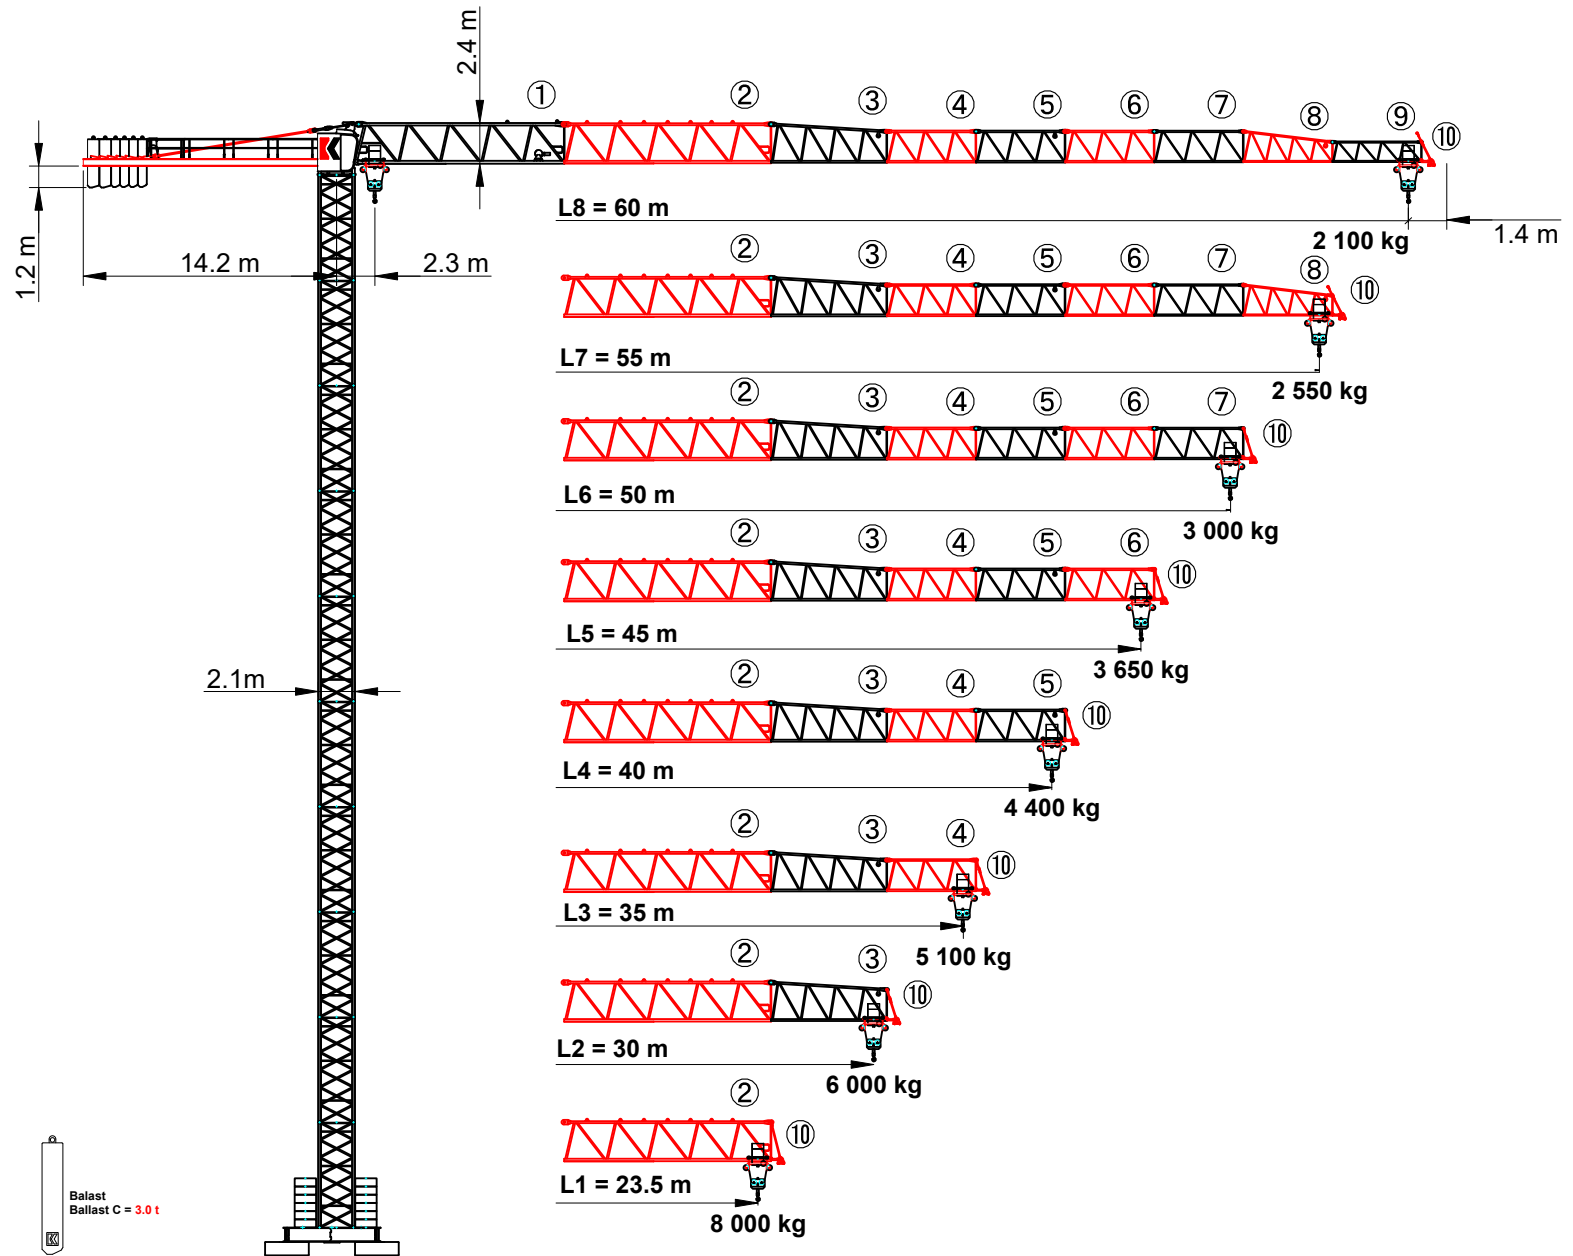 2.4 m
① ② ③ ④ ⑤ ⑥ ⑦ ⑧ ⑨ ⑩
1.2 m
14.2 m
2.3 m
L8 = 60 m
2 100 kg
1.4 m
② ③ ④ ⑤ ⑥ ⑦ ⑧ ⑩
L7 = 55 m
2 550 kg
② ③ ④ ⑤ ⑥ ⑦ ⑩
L6 = 50 m
3 000 kg
② ③ ④ ⑤ ⑥ ⑩
L5 = 45 m
3 650 kg
2.1m
② ③ ④ ⑤ ⑩
L4 = 40 m
4 400 kg
② ③ ④ ⑩
L3 = 35 m
5 100 kg
② ③ ⑩
L2 = 30 m
6 000 kg
② ⑩
L1 = 23.5 m
8 000 kg
Balast
Ballast C = 3.0 t